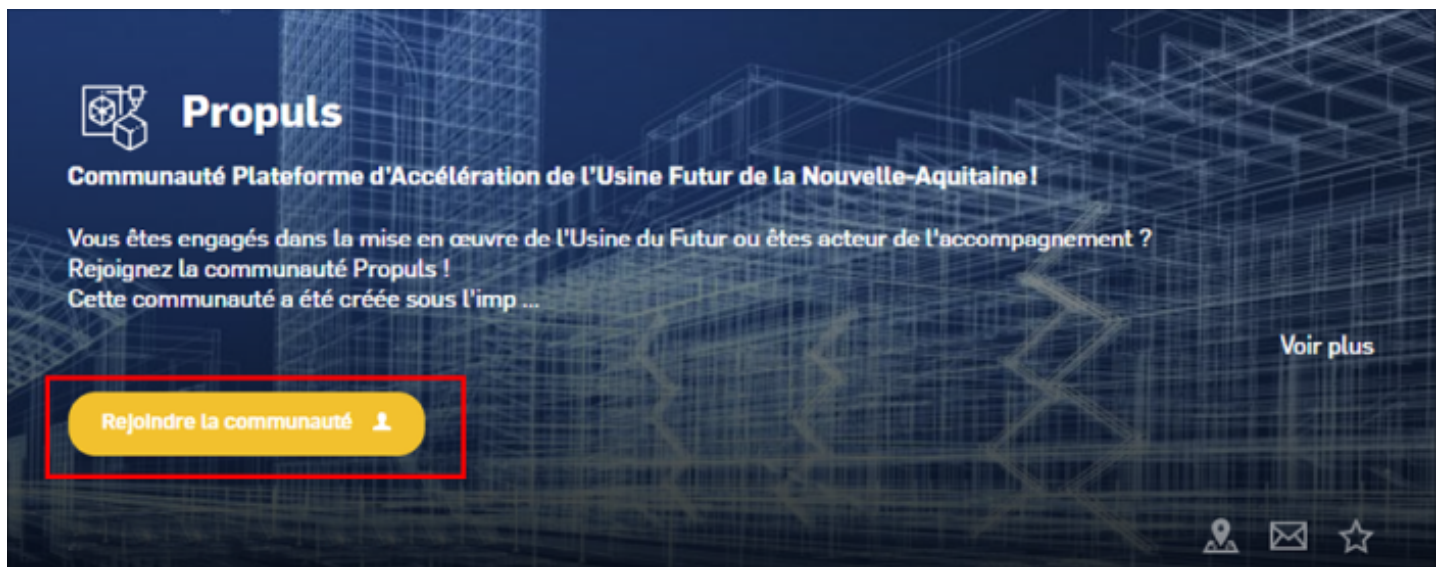 Propuls
Communauté Plateforme d'Accélération de l'Usine Futur de la Nouvelle-Aquitaine!
Vous êtes engagés dans la mise en œuvre de l'Usine du Futur ou êtes acteur de l'accompagnement ?
Rejoignez la communauté Propuls !
Cette communauté a été créée sous l'imp ...
Voir plus
Rejoindre la communauté